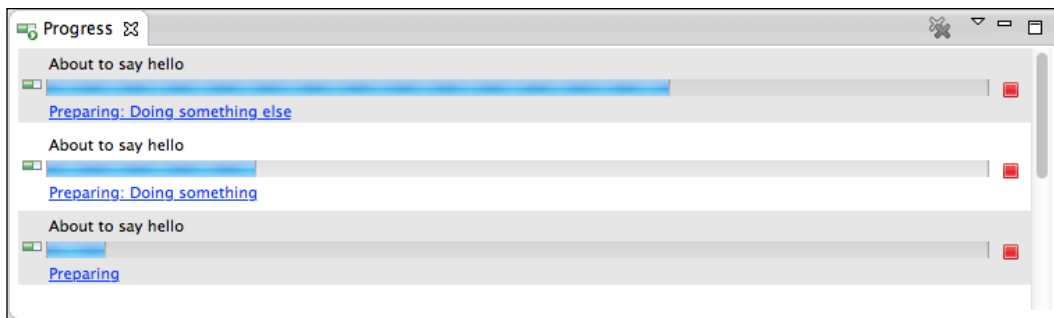 Progress
About to say hello
Preparing: Doing something else
About to say hello
Preparing: Doing something
About to say hello
Preparing